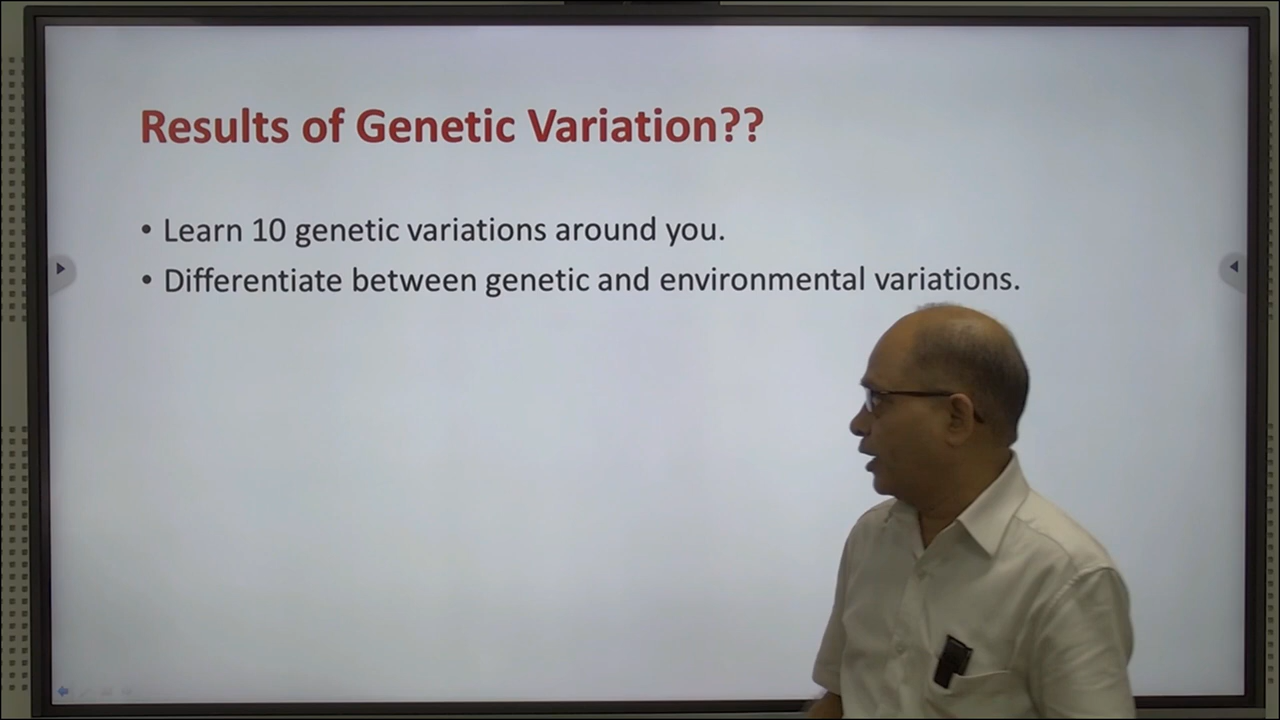 Results of Genetic Variation??
• Learn 10 genetic variations around you.
• Differentiate between genetic and environmental variations.